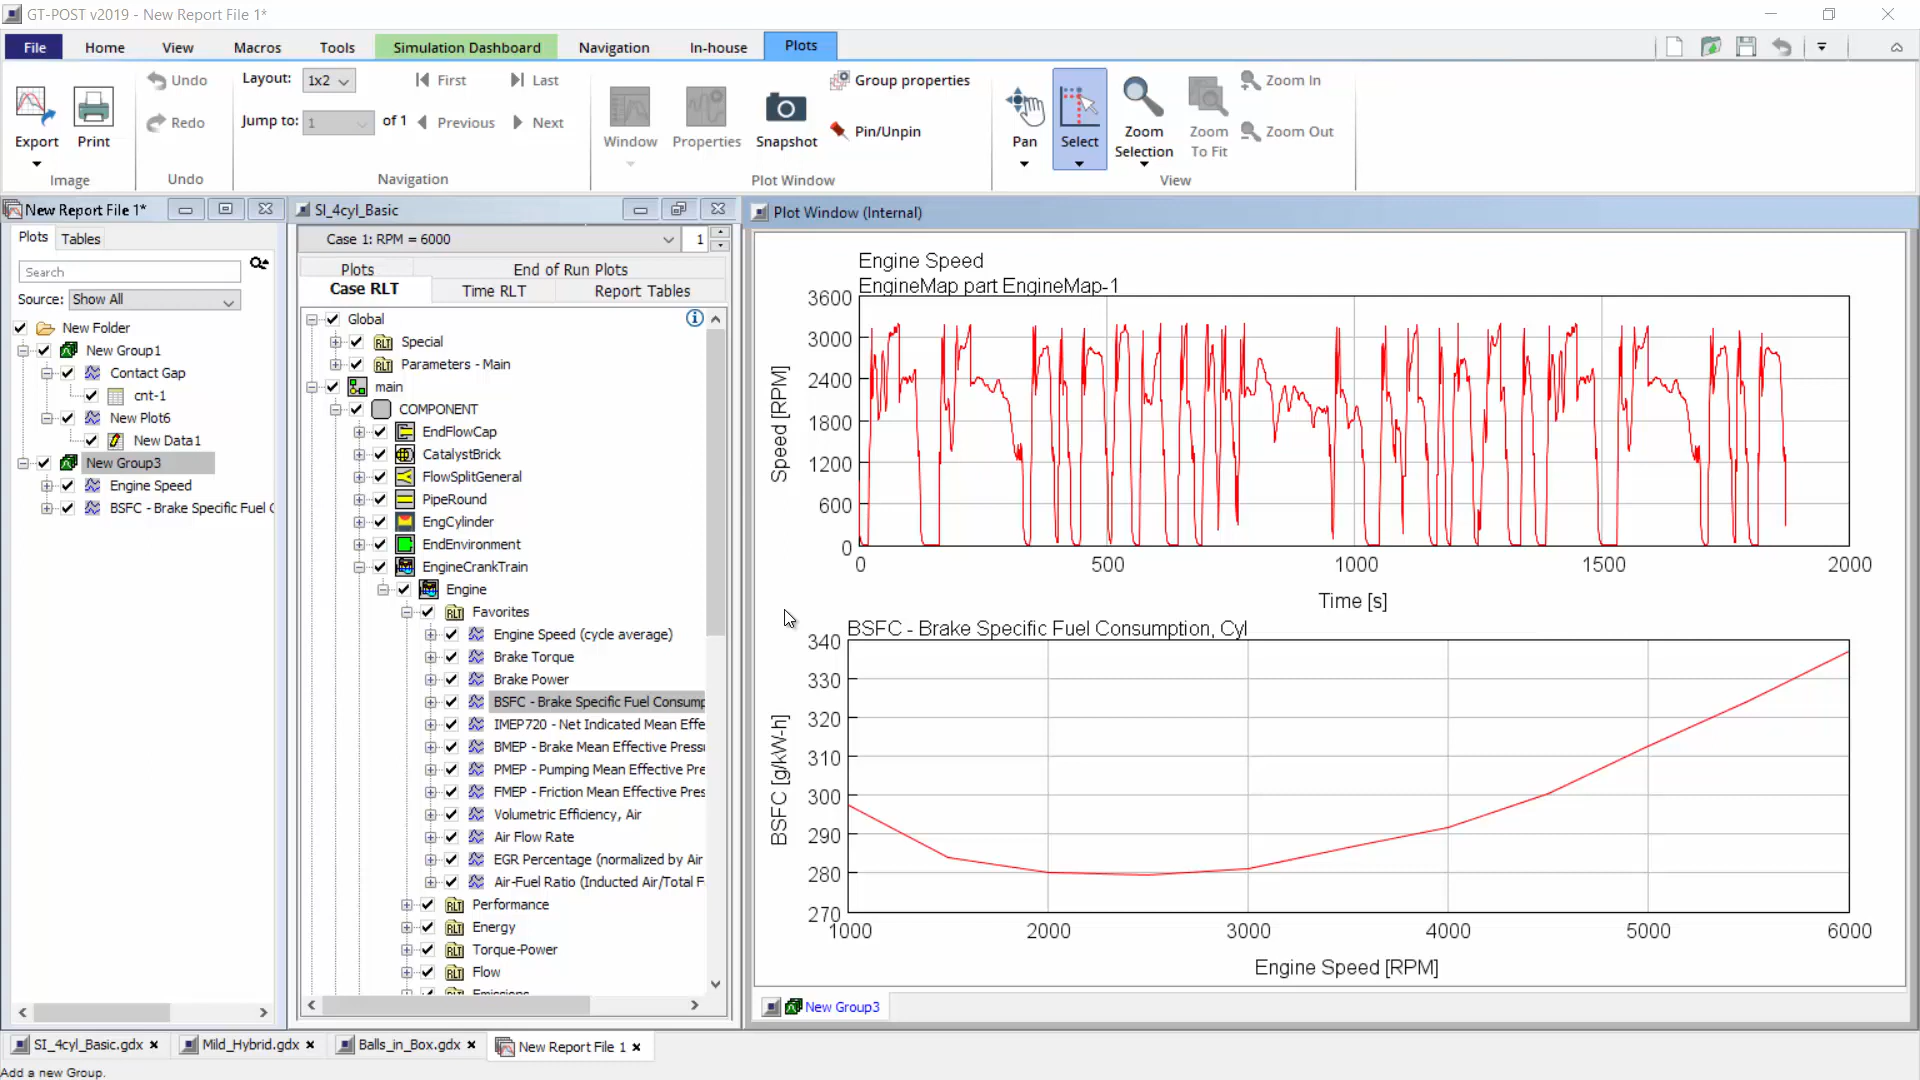 GT-POST v2019 - New Report File 1*
File Home View Macros Tools Simulation Dashboard Navigation In-house Plots
Export
Print
Image
Undo
Redo
Undo
Layout: 1x2 First Last
Jump to: 1 of 1 Previous Next
Navigation
Window
Properties
Snapshot
Group properties
Pin/Unpin
Plot Window
Pan
Select
Zoom
Selection
Zoom
To Fit
Zoom In
Zoom Out
View
New Report File 1*
Plots Tables
Search
Source: Show All
New Folder
New Group1
Contact Gap
cnt-1
New Plot6
New Data1
New Group3
Engine Speed
BSFC - Brake Specific Fuel C
SI_4cyl_Basic
Case 1: RPM = 6000 1
Plots End of Run Plots
Case RLT Time RLT Report Tables
Global
Special
Parameters - Main
main
COMPONENT
EndFlowCap
CatalystBrick
FlowSplitGeneral
PipeRound
EngCylinder
EndEnvironment
EngineCrankTrain
Engine
RLT Favorites
Engine Speed (cycle average)
Brake Torque
Brake Power
BSFC - Brake Specific Fuel Consump
IMEP720 - Net Indicated Mean Effe
BMEP - Brake Mean Effective Pressu
PMEP - Pumping Mean Effective Pre
FMEP - Friction Mean Effective Pres
Volumetric Efficiency, Air
Air Flow Rate
EGR Percentage (normalized by Air
Air-Fuel Ratio (Inducted Air/Total F
RLT Performance
RLT Energy
RLT Torque-Power
RLT Flow
Emissions
Plot Window (Internal)
Engine Speed
EngineMap part EngineMap-1
Speed [RPM]
3600
3000
2400
1800
1200
600
0
0 500 1000 1500 2000
Time [s]
BSFC - Brake Specific Fuel Consumption, Cyl
BSFC [g/kW-h]
340
330
320
310
300
290
280
270
1000 2000 3000 4000 5000 6000
Engine Speed [RPM]
New Group3
SI_4cyl_Basic.gdx Mild_Hybrid.gdx Balls_in_Box.gdx New Report File 1
Add a new Group.